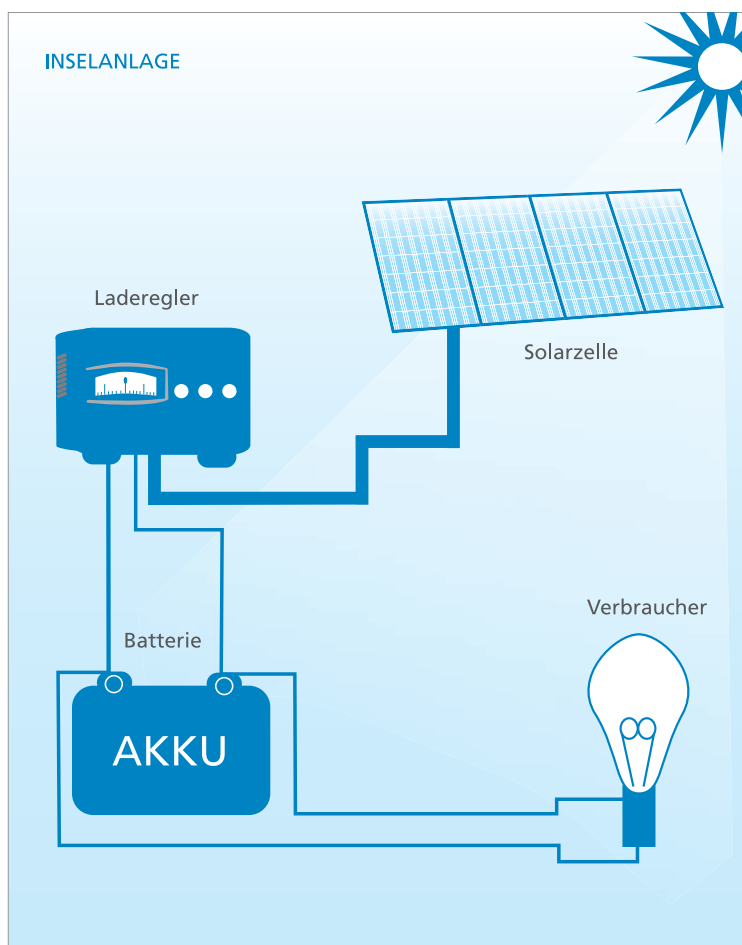 INSELANLAGE
Laderegler
Solarzelle
Verbraucher
Batterie
AKKU